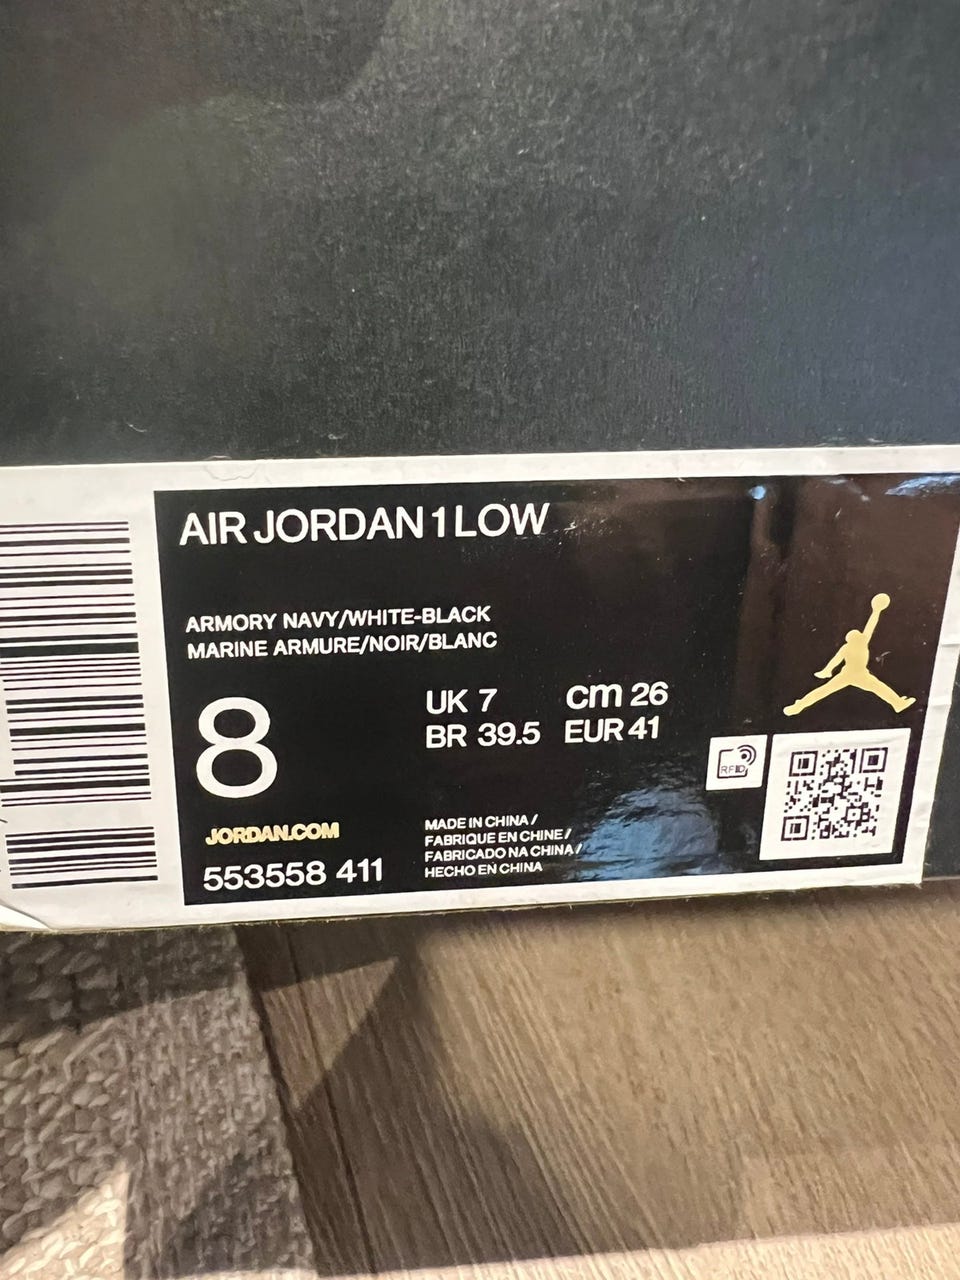 AIR JORDAN 1 LOW
ARMORY NAVY/WHITE-BLACK
MARINE ARMURE/NOIR/BLANC
8
UK 7 cm 26
BR 39.5 EUR 41
RFID
JORDAN.COM
553558 411
MADE IN CHINA /
FABRIQUE EN CHINE /
FABRICADO NA CHINA /
HECHO EN CHINA